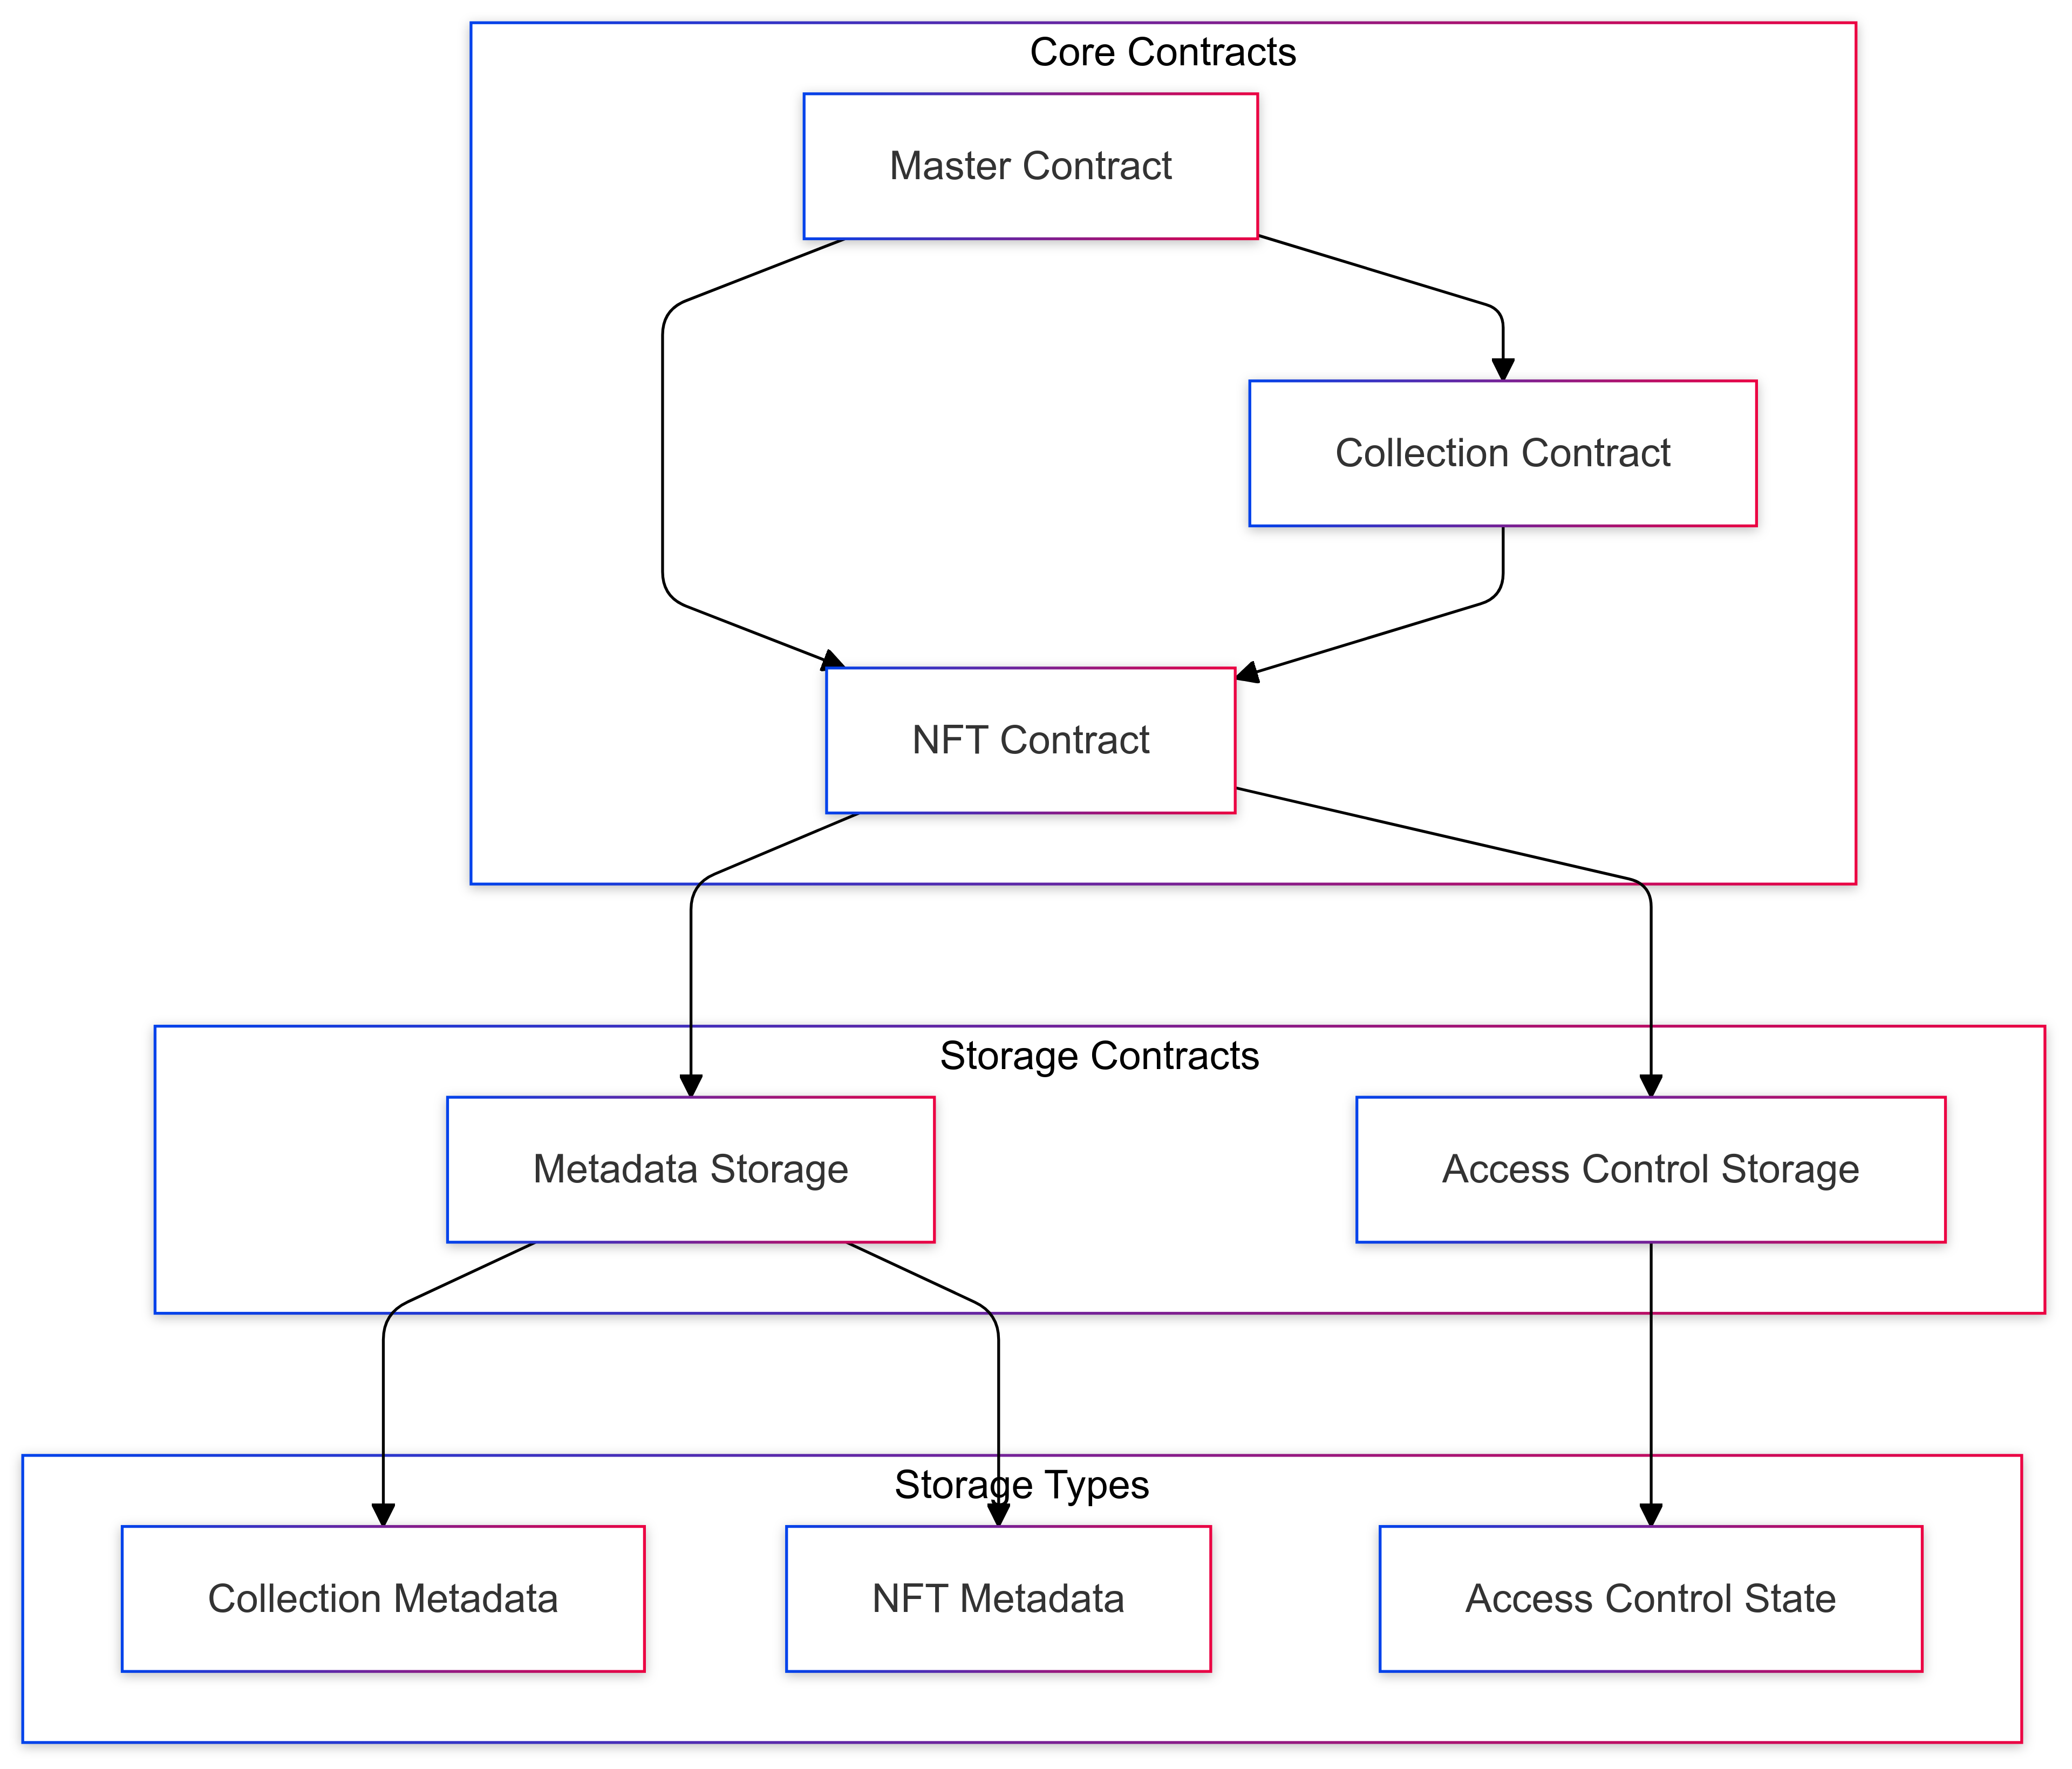 Core Contracts
Master Contract
Collection Contract
NFT Contract
Storage Contracts
Metadata Storage
Access Control Storage
Storage Types
Collection Metadata
NFT Metadata
Access Control State